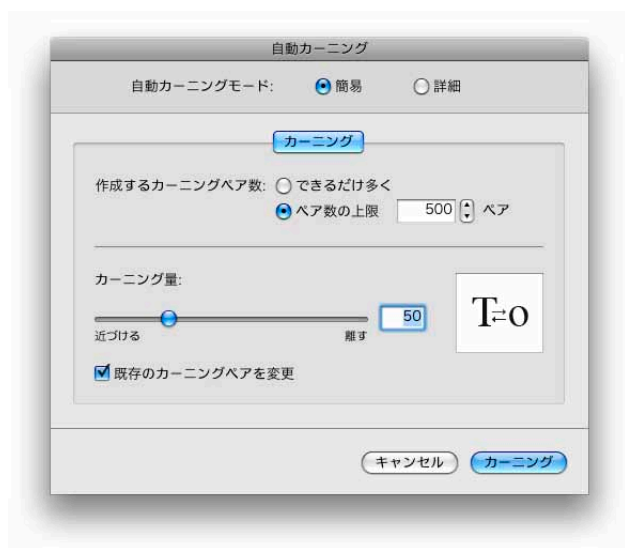 自動カーニング
自動カーニングモード: 簡易 詳細
カーニング
作成するカーニングペア数: できるだけ多く
ペア数の上限 500 ペア
カーニング量:
50
T⇄o
近づける 離す
既存のカーニングペアを変更
キャンセル カーニング